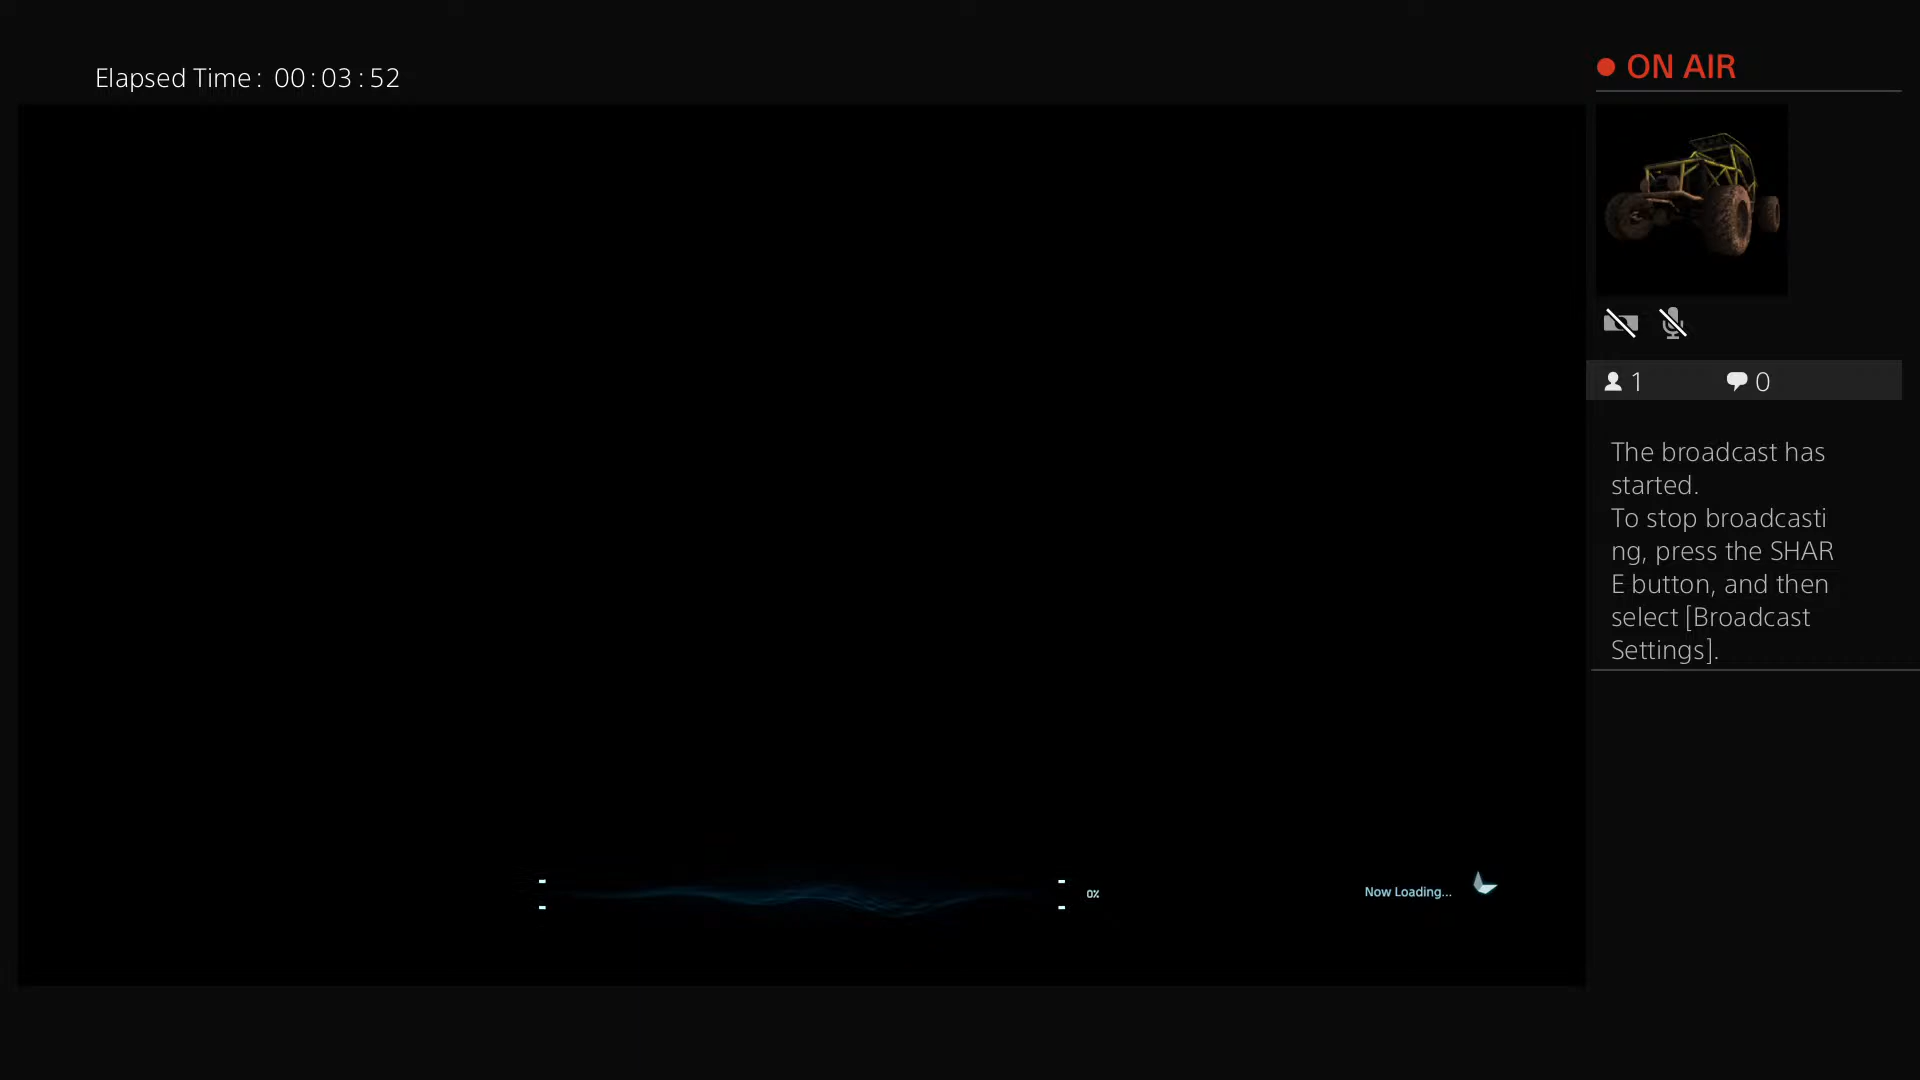 Elapsed Time: 00:03:52
ON AIR
1 0
The broadcast has
started.
To stop broadcasti
ng, press the SHAR
E button, and then
select [Broadcast
Settings].
0%
Now Loading...